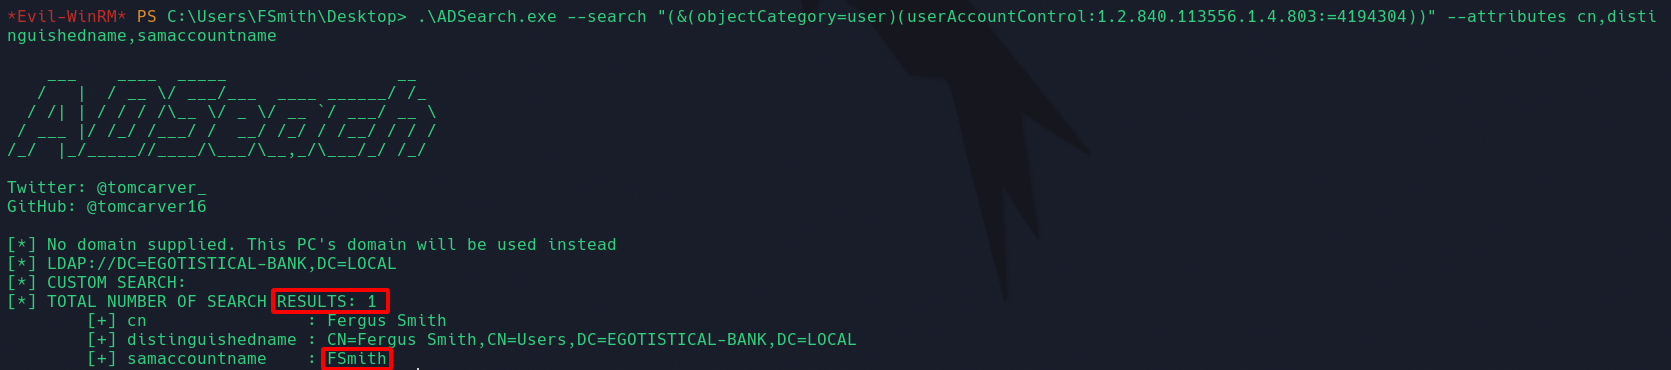 *Evil-WinRM* PS C:\Users\FSmith\Desktop> .\ADSearch.exe --search "(&(objectCategory=user)(userAccountControl:1.2.840.113556.1.4.803:=4194304))" --attributes cn,disti
nguishedname,samaccountname
    ___    ____  _____                 __
   /   |  / __ \/ ___/___  ____ ______/ /_
  / /| | / / / /\__ \/ _ \/ __ `/ ___/ __ \
 / ___ |/ /_/ /___/ /  __/ /_/ / /__/ / / /
/_/  |_/_____//____/\___/\__,_/\___/_/ /_/
Twitter: @tomcarver_
GitHub: @tomcarver16
[*] No domain supplied. This PC's domain will be used instead
[*] LDAP://DC=EGOTISTICAL-BANK,DC=LOCAL
[*] CUSTOM SEARCH:
[*] TOTAL NUMBER OF SEARCH RESULTS: 1
        [+] cn                : Fergus Smith
        [+] distinguishedname : CN=Fergus Smith,CN=Users,DC=EGOTISTICAL-BANK,DC=LOCAL
        [+] samaccountname    : FSmith